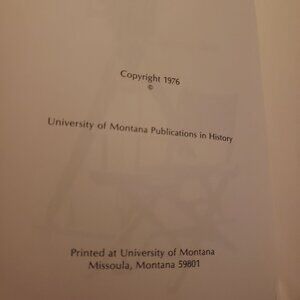 Copyright 1976
©
University of Montana Publications in History
Printed at University of Montana
Missoula, Montana 59801